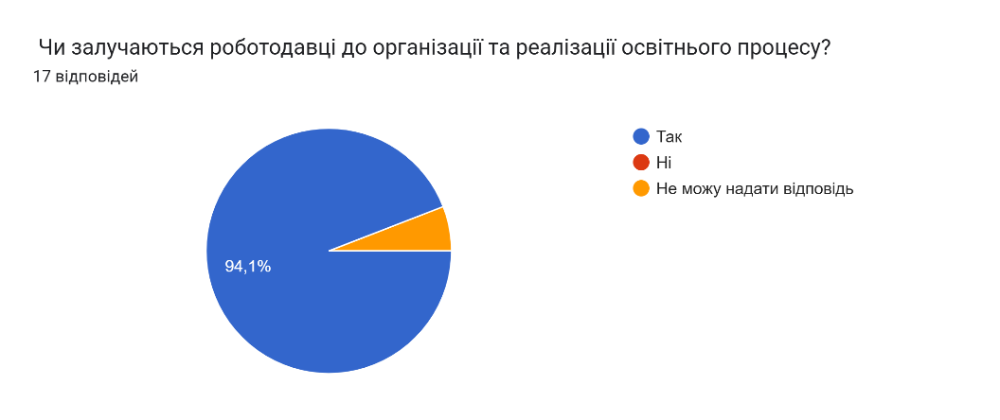 Чи залучаються роботодавці до організації та реалізації освітнього процесу?
17 відповідей
Так
Ні
Не можу надати відповідь
94,1%